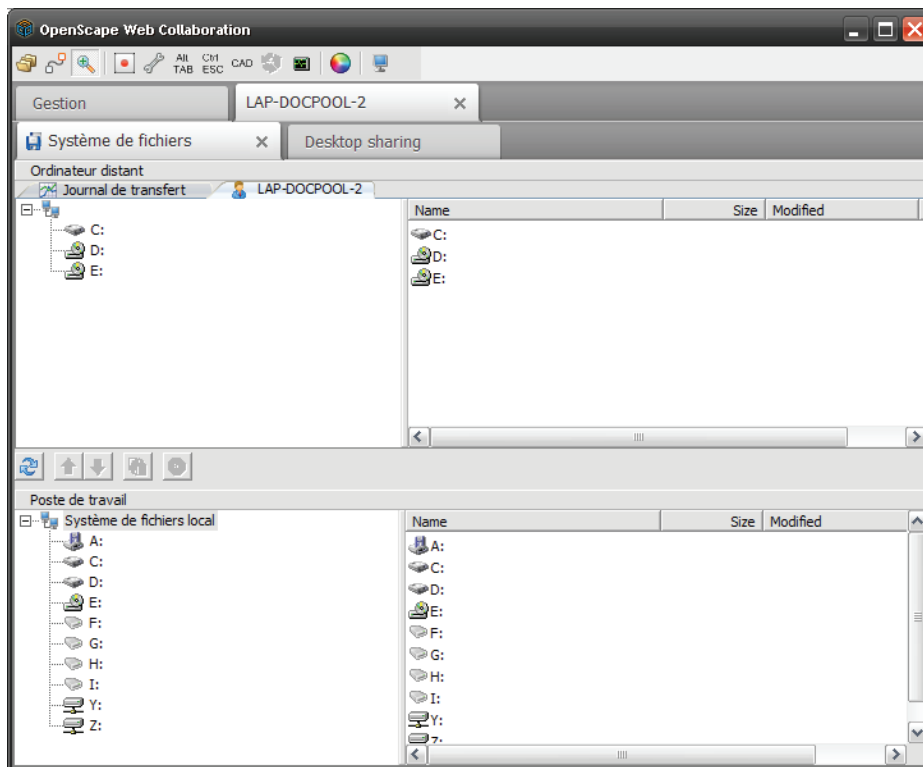 OpenScape Web Collaboration
Alt TAB Ctrl ESC CAD
Gestion LAP-DOCPOOL-2
Système de fichiers Desktop sharing
Ordinateur distant
Journal de transfert LAP-DOCPOOL-2
Name Size Modified
C: C:
D: D:
E: E:
Poste de travail
Système de fichiers local Name Size Modified
A: A:
C: C:
D: D:
E: E:
F: F:
G: G:
H: H:
I: I:
Y: Y:
Z: Z: